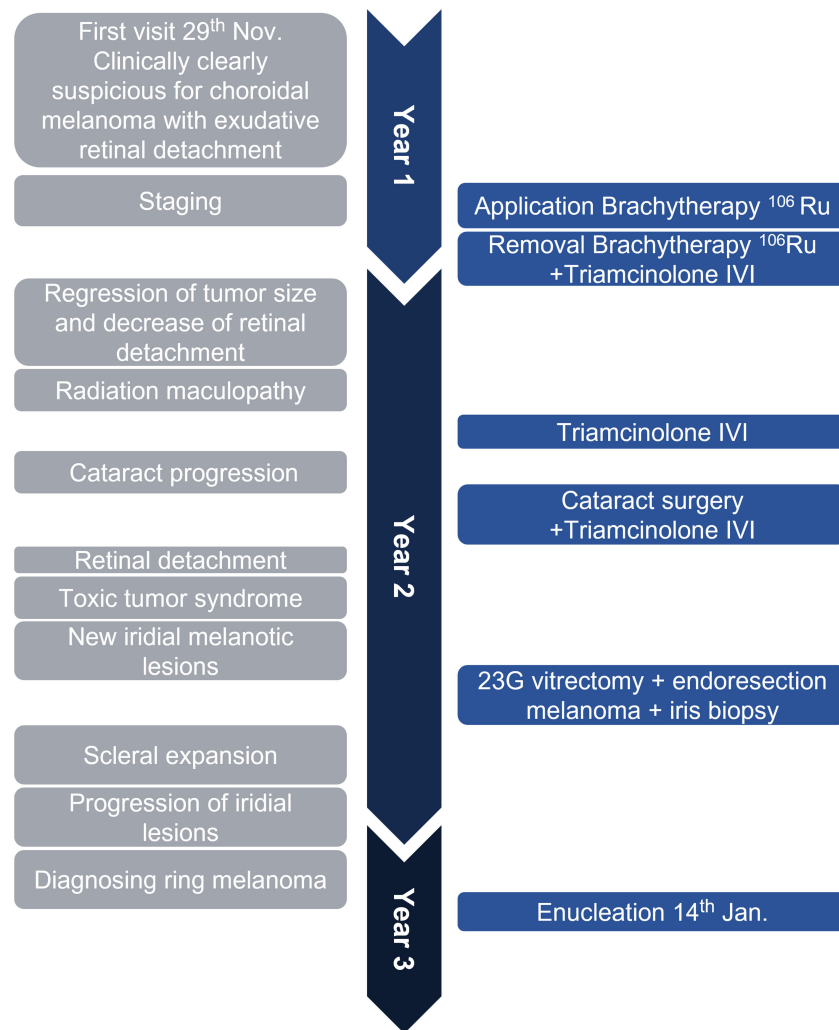 First visit 29th Nov.
Clinically clearly
suspicious for choroidal
melanoma with exudative
retinal detachment
Staging
Year 1
Application Brachytherapy ¹⁰⁶ Ru
Removal Brachytherapy ¹⁰⁶Ru
+Triamcinolone IVI
Regression of tumor size
and decrease of retinal
detachment
Radiation maculopathy
Cataract progression
Retinal detachment
Toxic tumor syndrome
New iridial melanotic
lesions
Year 2
Triamcinolone IVI
Cataract surgery
+Triamcinolone IVI
23G vitrectomy + endoresection
melanoma + iris biopsy
Scleral expansion
Progression of iridial
lesions
Diagnosing ring melanoma
Year 3
Enucleation 14th Jan.